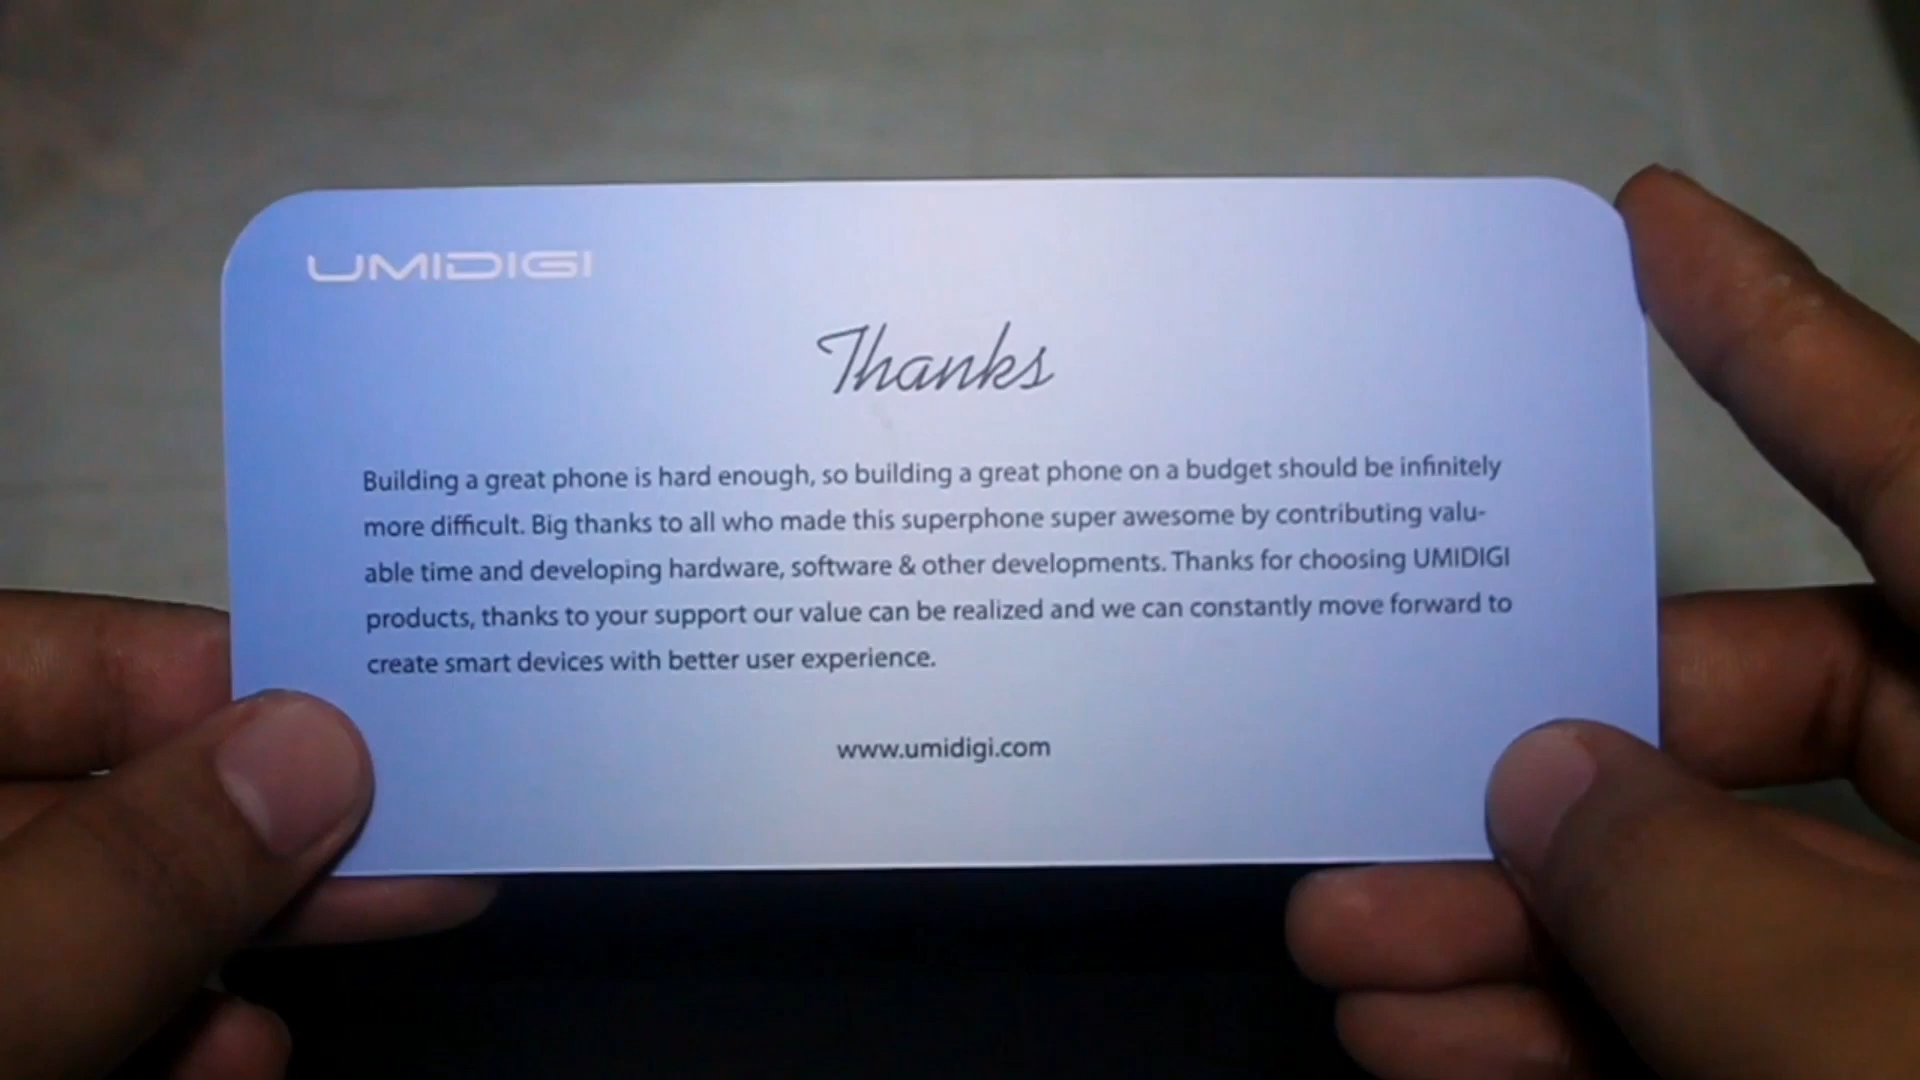 UMIDIGI
Thanks
Building a great phone is hard enough, so building a great phone on a budget should be infinitely
more difficult. Big thanks to all who made this superphone super awesome by contributing valu-
able time and developing hardware, software & other developments. Thanks for choosing UMIDIGI
products, thanks to your support our value can be realized and we can constantly move forward to
create smart devices with better user experience.
www.umidigi.com